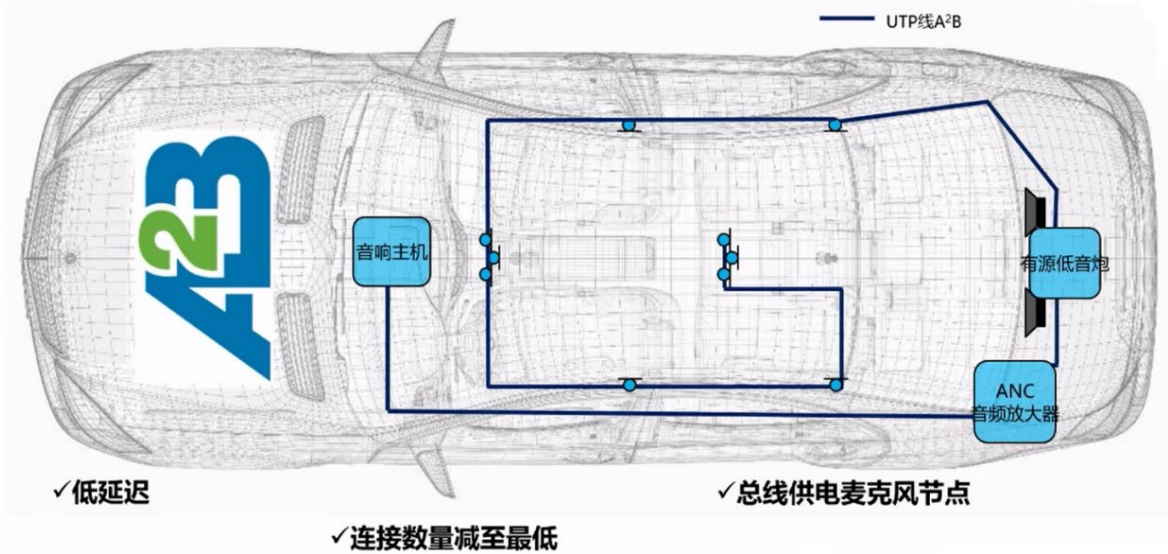 UTP线A²B
A2B
音响主机
有源低音炮
ANC
音频放大器
✓低延迟
✓总线供电麦克风节点
✓连接数量减至最低